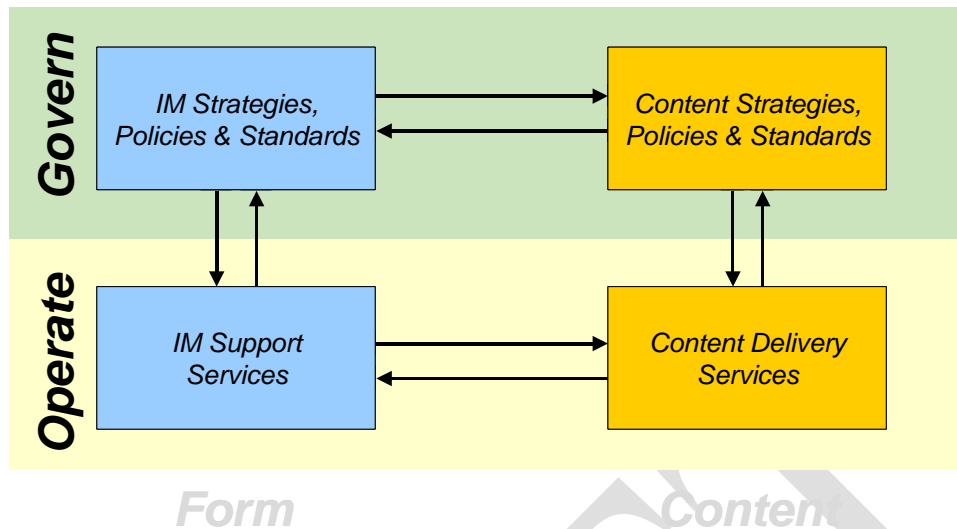 Govern
IM Strategies,
Policies & Standards
Content Strategies,
Policies & Standards
Operate
IM Support
Services
Content Delivery
Services
Form
Content